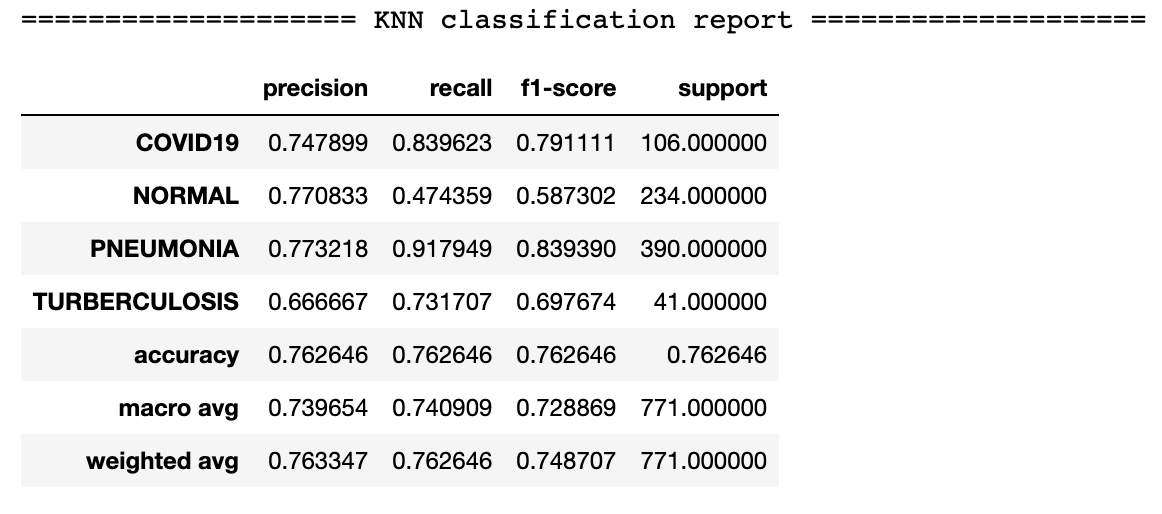 ==================== KNN classification report ====================
precision recall f1-score support
COVID19 0.747899 0.839623 0.791111 106.000000
NORMAL 0.770833 0.474359 0.587302 234.000000
PNEUMONIA 0.773218 0.917949 0.839390 390.000000
TURBERCULOSIS 0.666667 0.731707 0.697674 41.000000
accuracy 0.762646 0.762646 0.762646 0.762646
macro avg 0.739654 0.740909 0.728869 771.000000
weighted avg 0.763347 0.762646 0.748707 771.000000